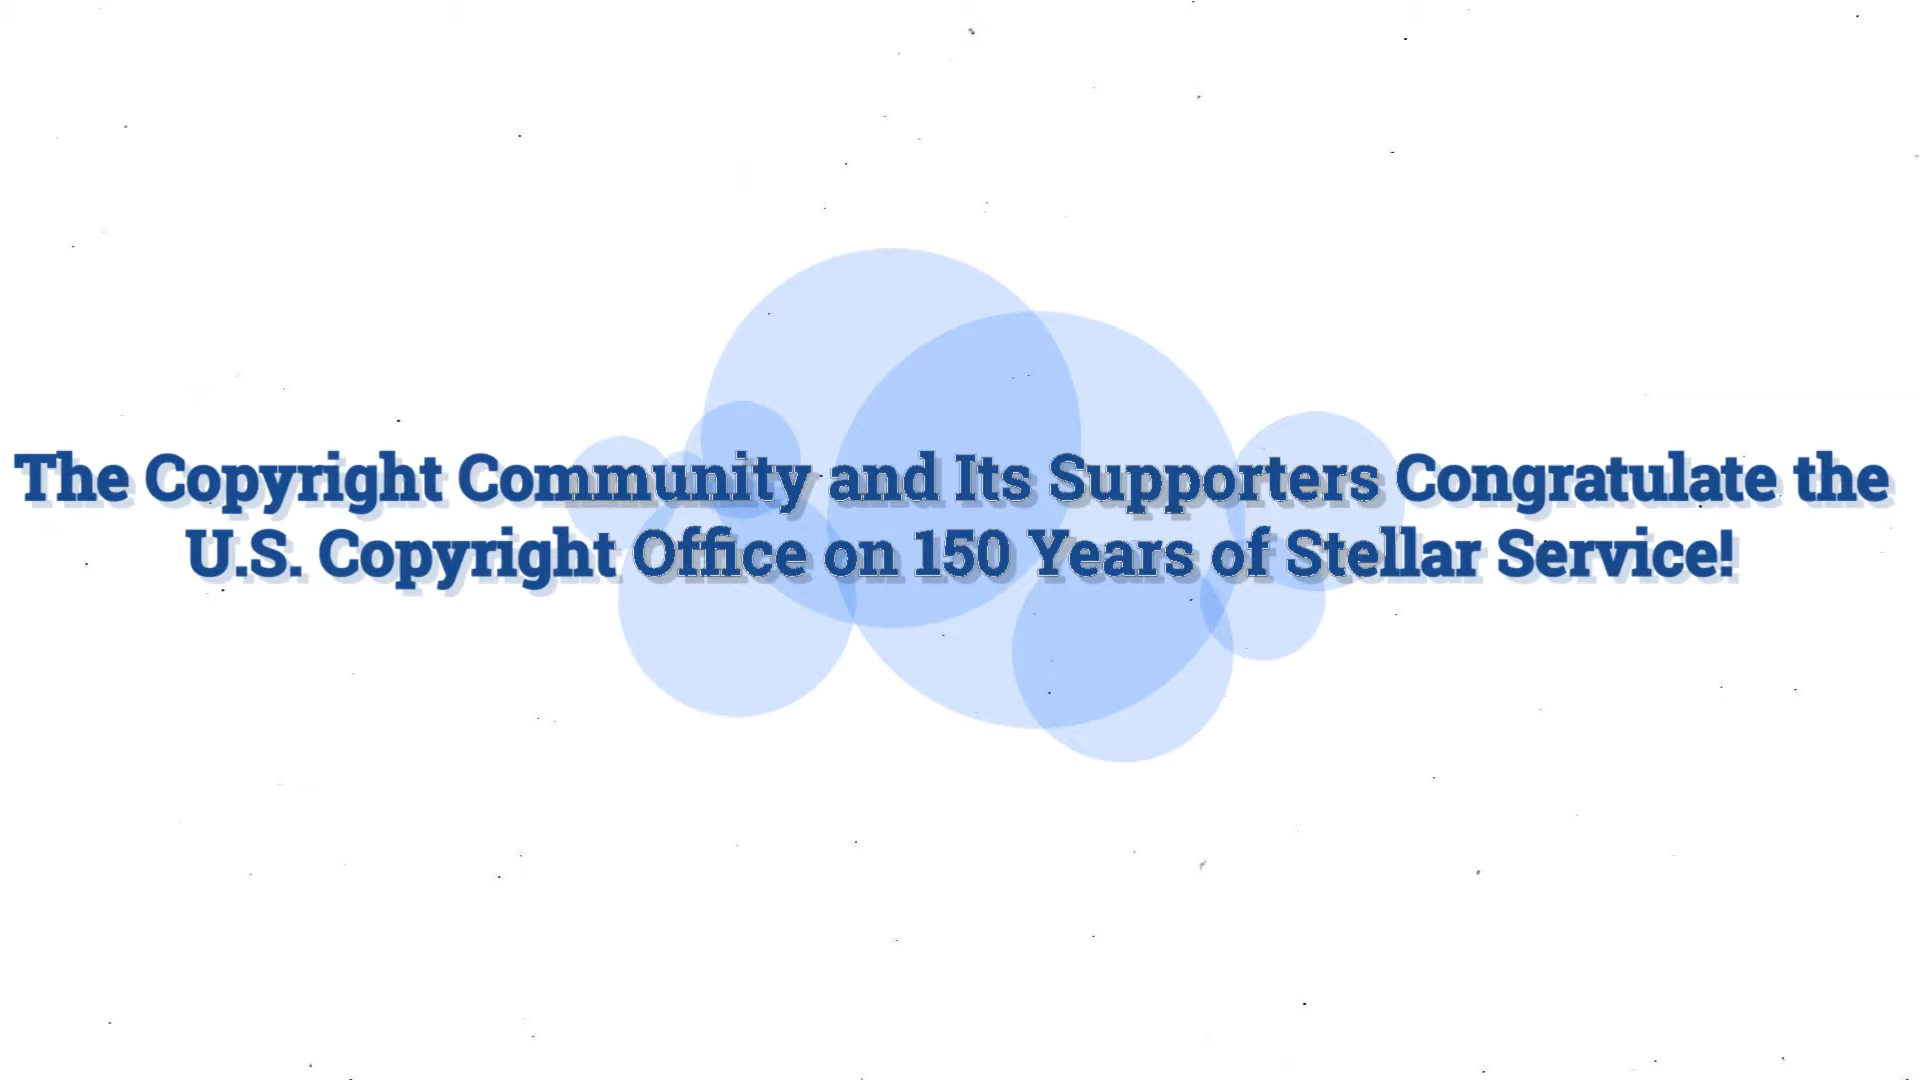 The Copyright Community and Its Supporters Congratulate the
U.S. Copyright Office on 150 Years of Stellar Service!